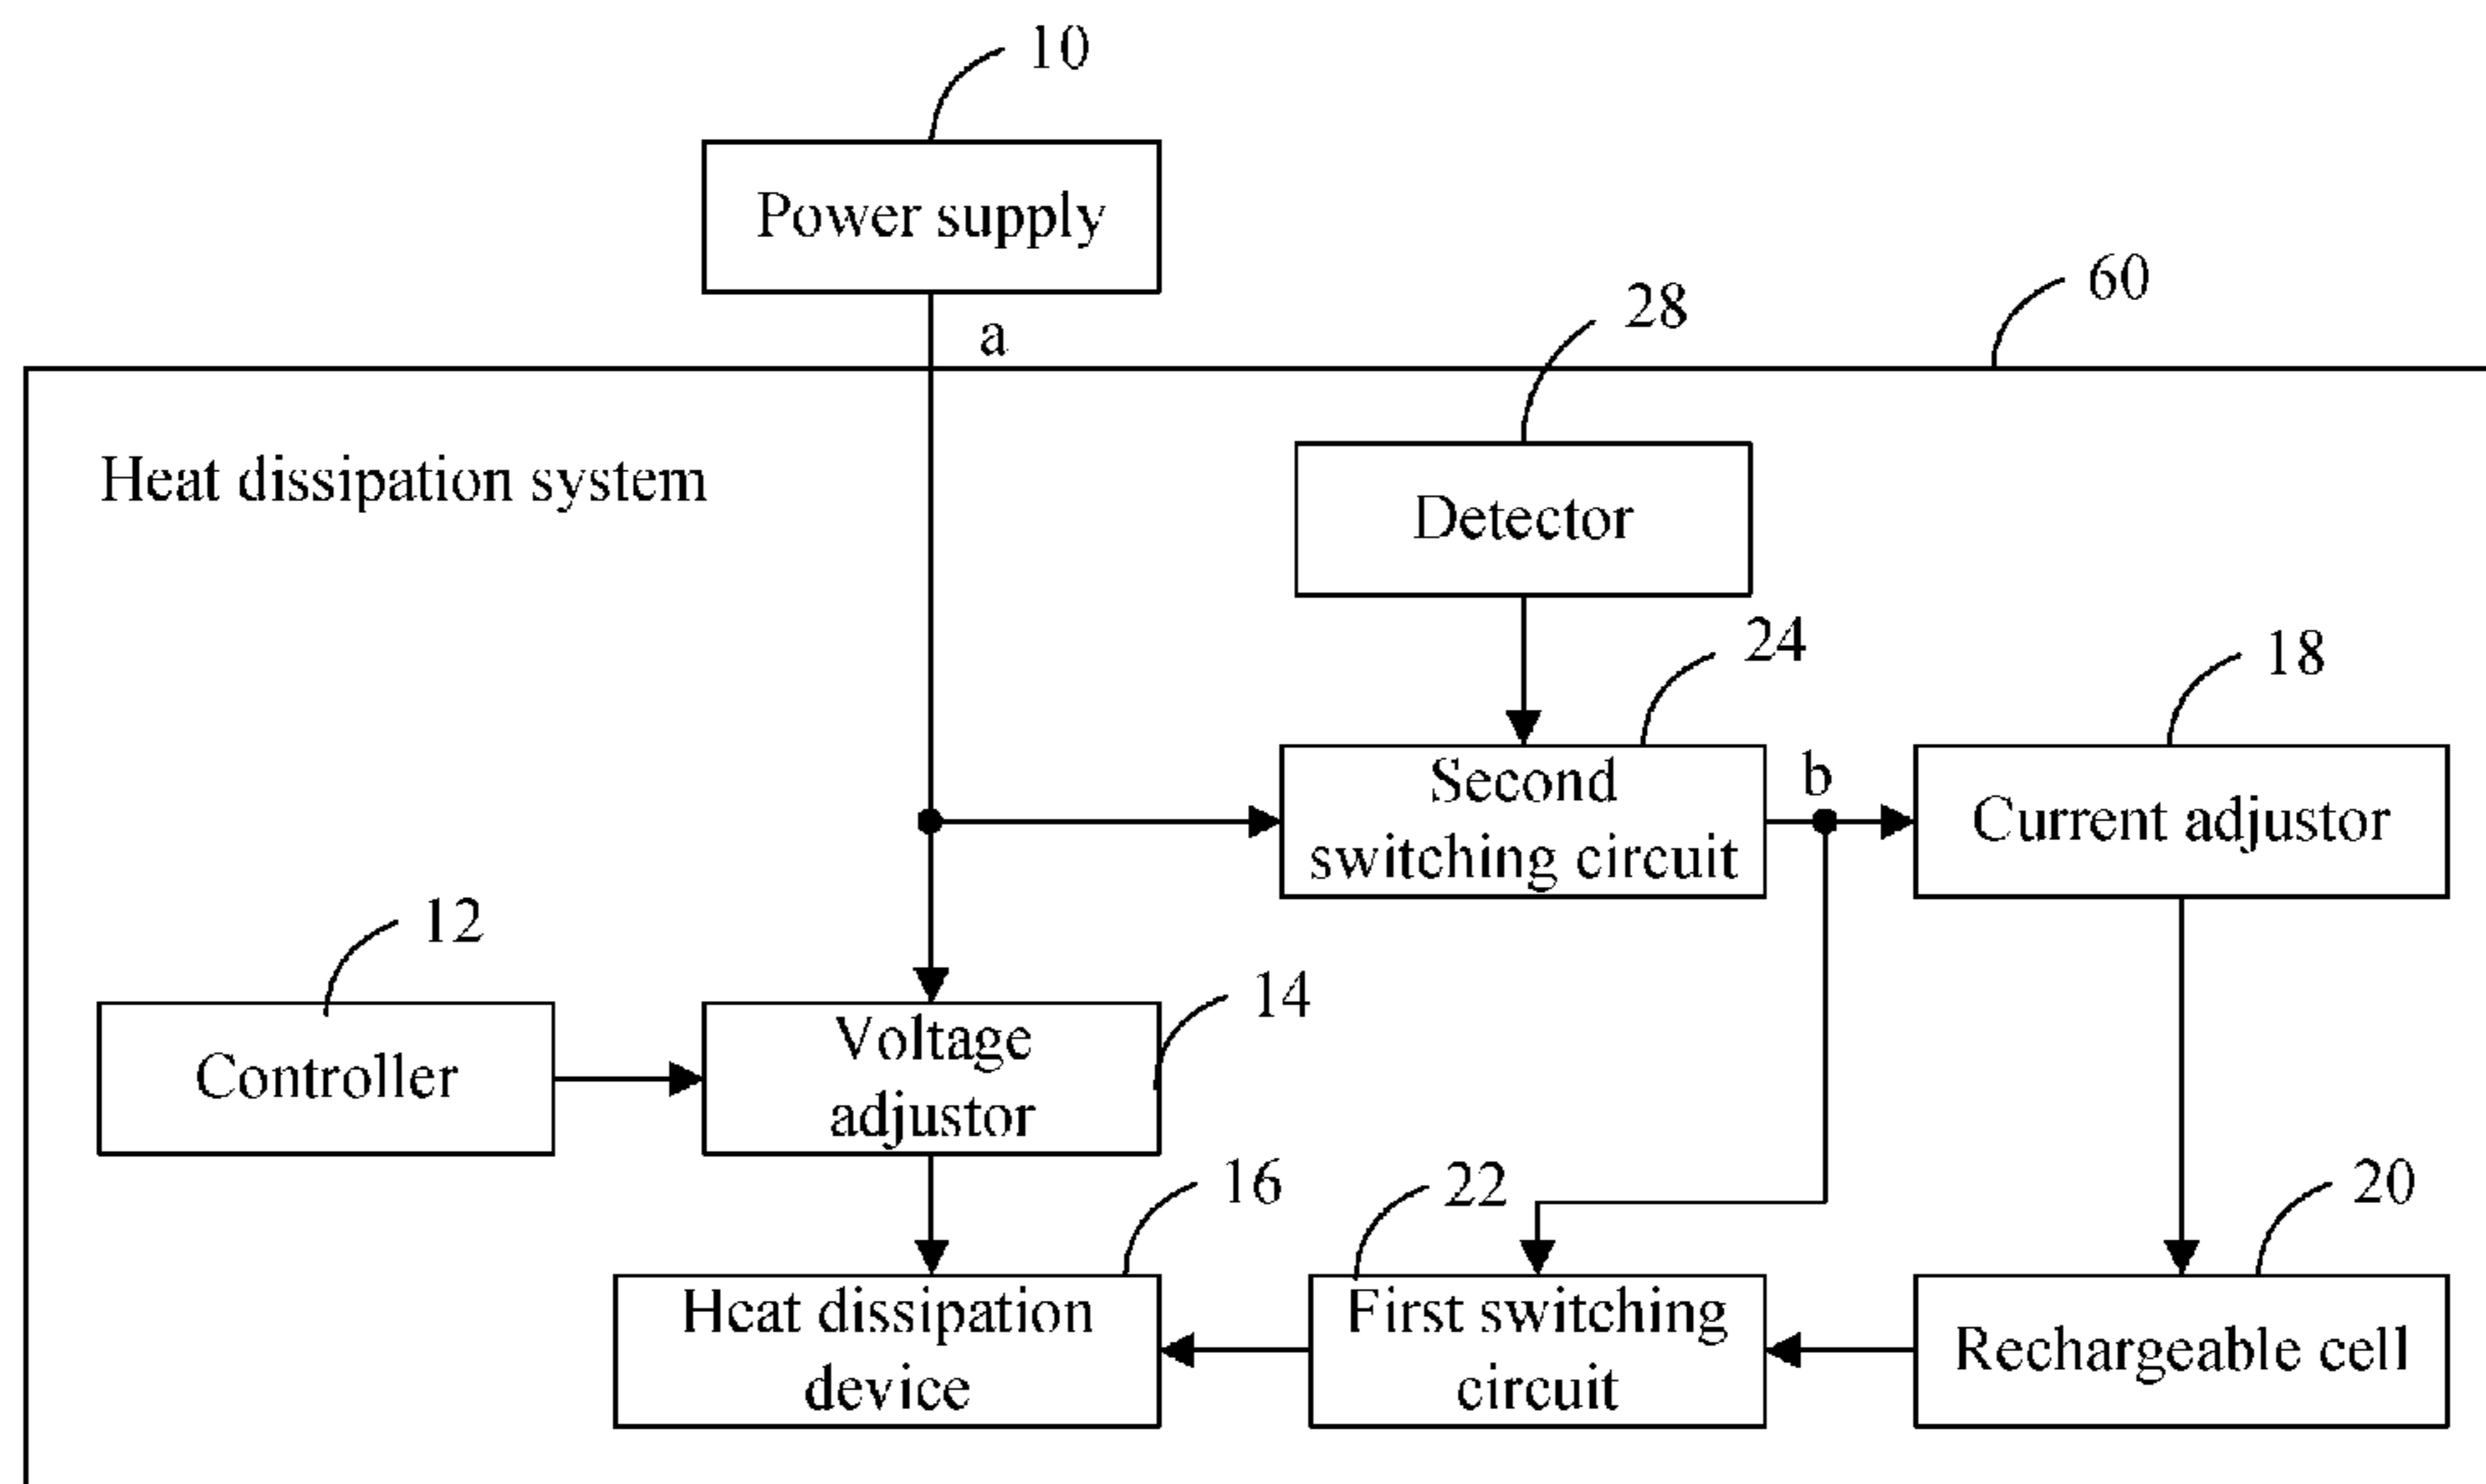 10
Power supply
60
28
a
Heat dissipation system
Detector
24
18
Second
switching circuit
b
Current adjustor
12
14
Controller
Voltage
adjustor
16
22
20
Heat dissipation
device
First switching
circuit
Rechargeable cell